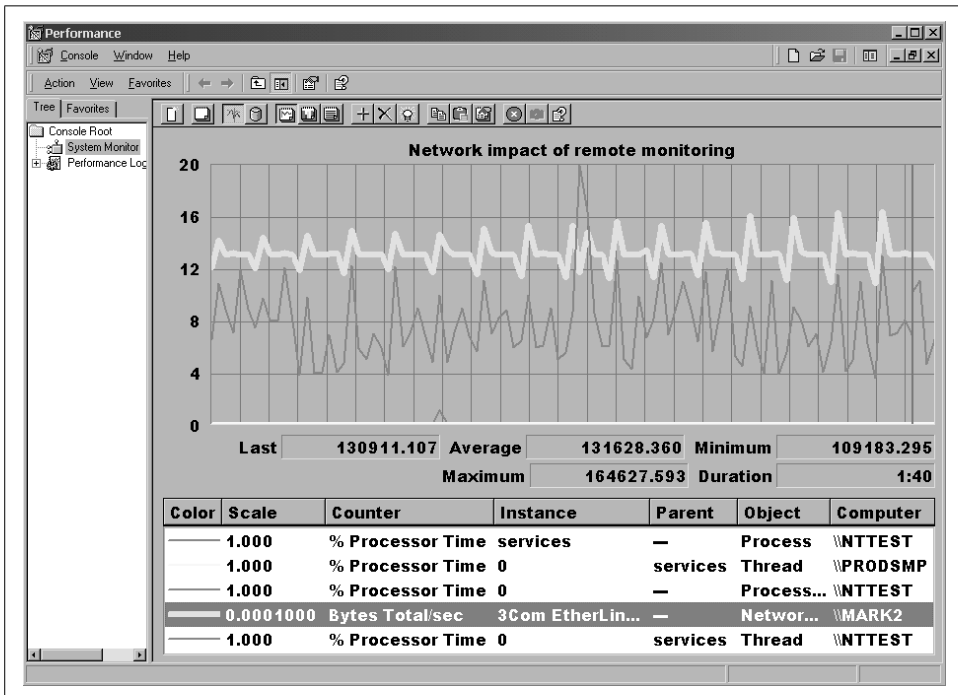 Performance
Console Window Help
Action View Favorites
Tree Favorites
Console Root
System Monitor
Performance Log
Network impact of remote monitoring
20
16
12
8
4
0
Last 130911.107 Average 131628.360 Minimum 109183.295
Maximum 164627.593 Duration 1:40
Color Scale Counter Instance Parent Object Computer
1.000 % Processor Time services — Process \\NTTEST
1.000 % Processor Time 0 services Thread \\PRODSMP
1.000 % Processor Time 0 — Process... \\NTTEST
0.0001000 Bytes Total/sec 3Com EtherLin... — Networ... \\MARK2
1.000 % Processor Time 0 services Thread \\NTTEST